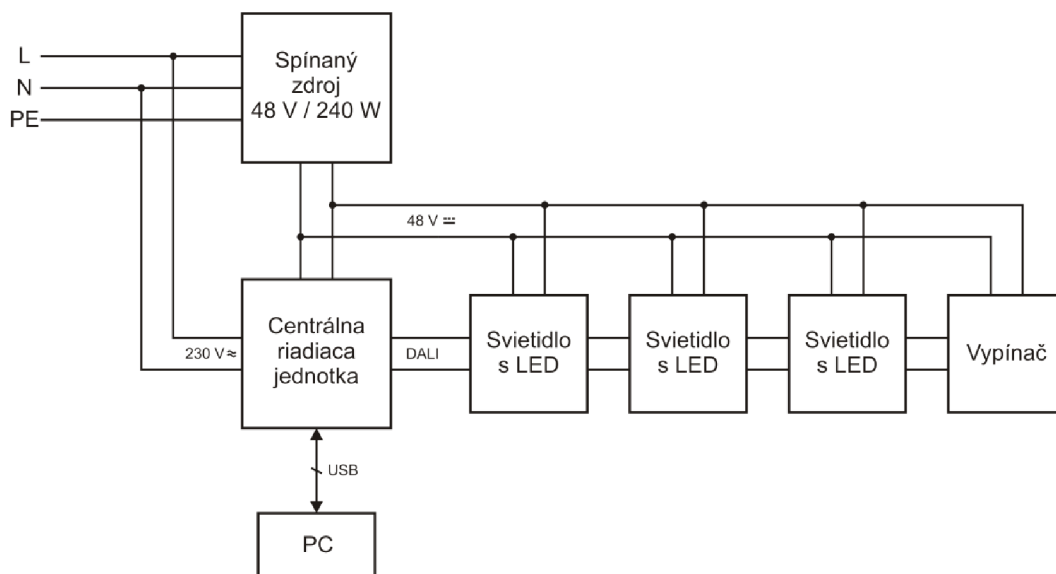 L
N
PE
Spínaný
zdroj
48 V / 240 W
48 V ⎓
230 V ≈
Centrálna
riadiaca
jednotka
DALI
Svietidlo
s LED
Svietidlo
s LED
Svietidlo
s LED
Vypínač
USB
PC